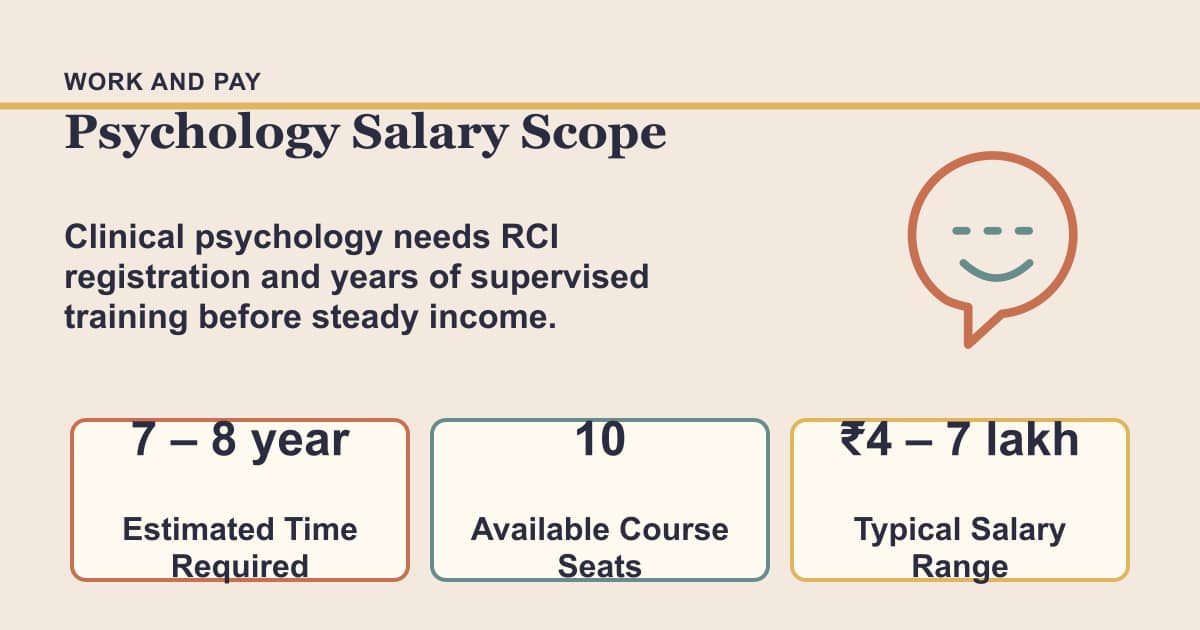 WORK AND PAY
Psychology Salary Scope
Clinical psychology needs RCI
registration and years of supervised
training before steady income.
7 – 8 year
Estimated Time
Required
10
Available Course
Seats
₹4 – 7 lakh
Typical Salary
Range